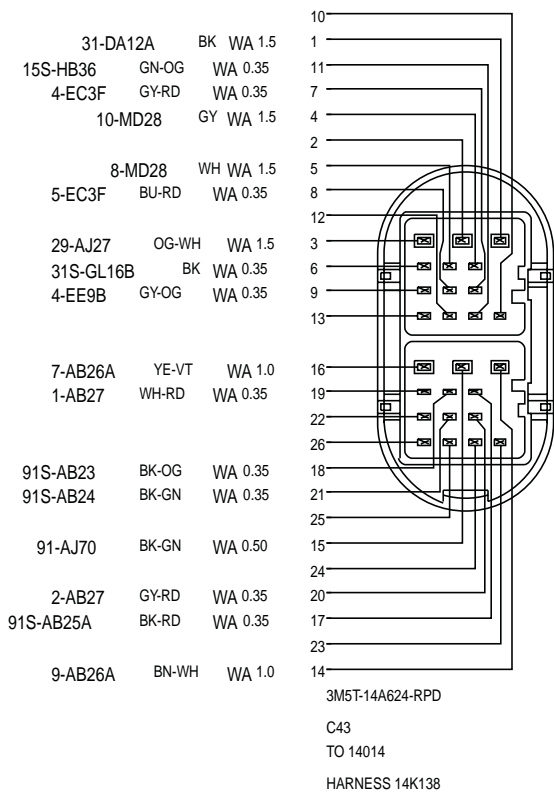 10
31-DA12A BK WA 1.5 1
15S-HB36 GN-OG WA 0.35 11
4-EC3F GY-RD WA 0.35 7
10-MD28 GY WA 1.5 4
2
8-MD28 WH WA 1.5 5
5-EC3F BU-RD WA 0.35 8
12
29-AJ27 OG-WH WA 1.5 3
31S-GL16B BK WA 0.35 6
4-EE9B GY-OG WA 0.35 9
13
7-AB26A YE-VT WA 1.0 16
1-AB27 WH-RD WA 0.35 19
22
26
91S-AB23 BK-OG WA 0.35 18
91S-AB24 BK-GN WA 0.35 21
25
91-AJ70 BK-GN WA 0.50 15
24
2-AB27 GY-RD WA 0.35 20
91S-AB25A BK-RD WA 0.35 17
23
9-AB26A BN-WH WA 1.0 14
3M5T-14A624-RPD
C43
TO 14014
HARNESS 14K138